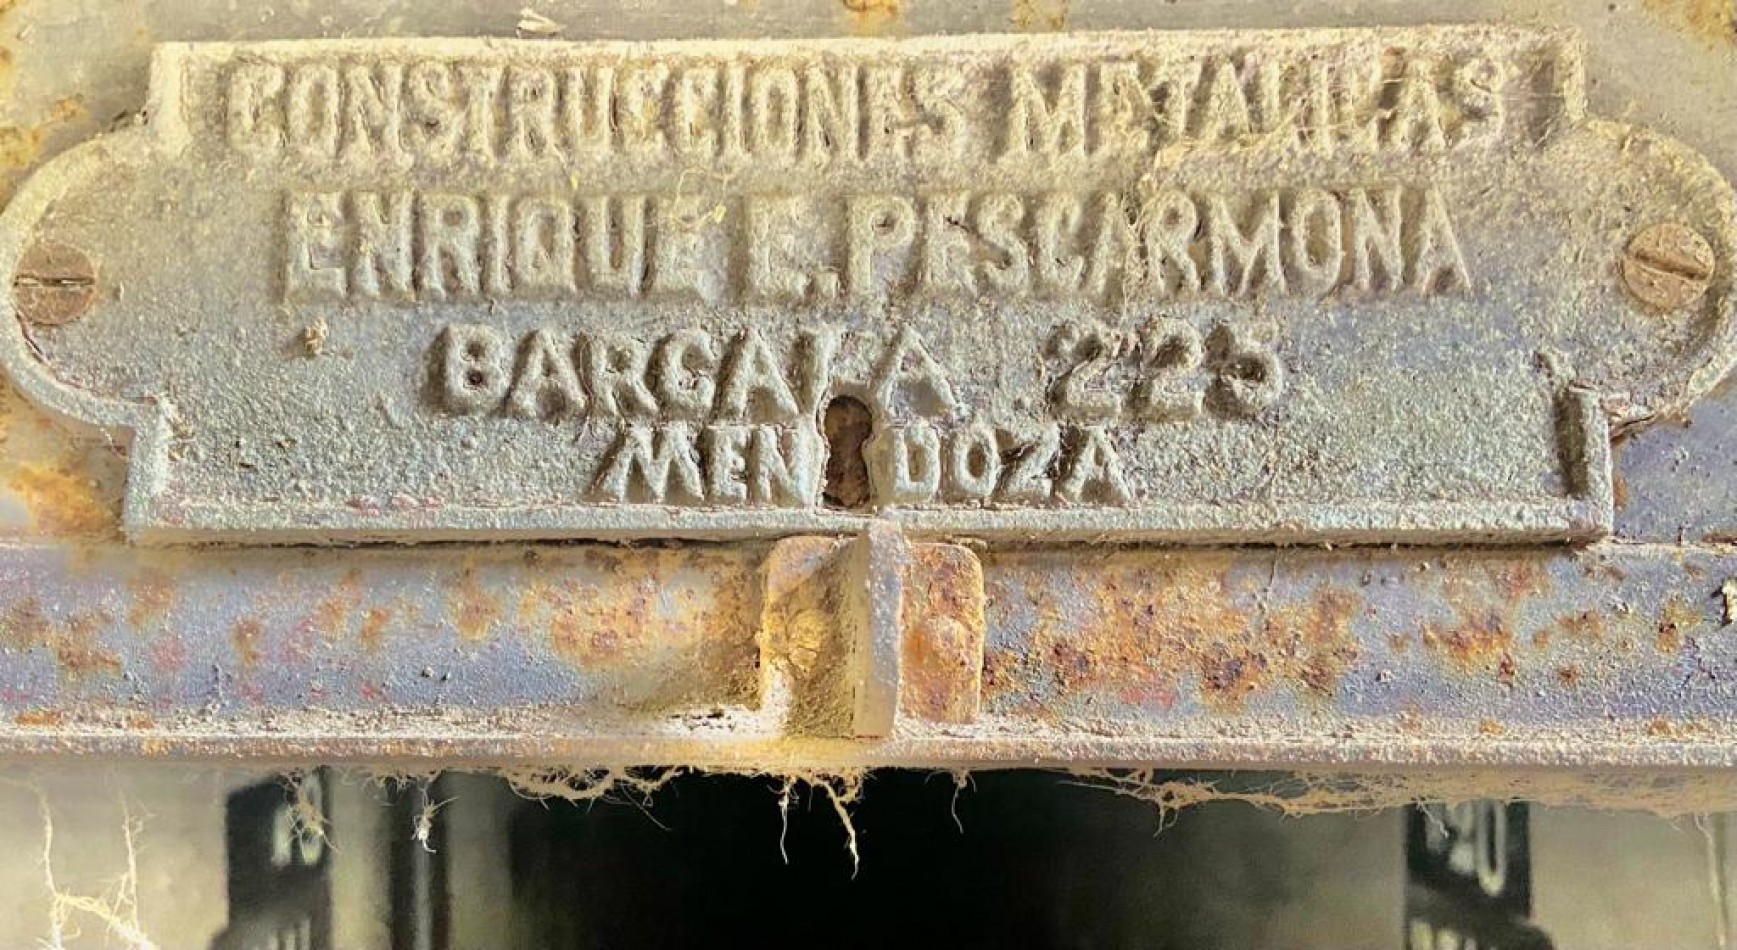 CONSTRUCCIONES METALICAS
ENRIQUE E. PESCARMONA
BARCALA 225
MENDOZA